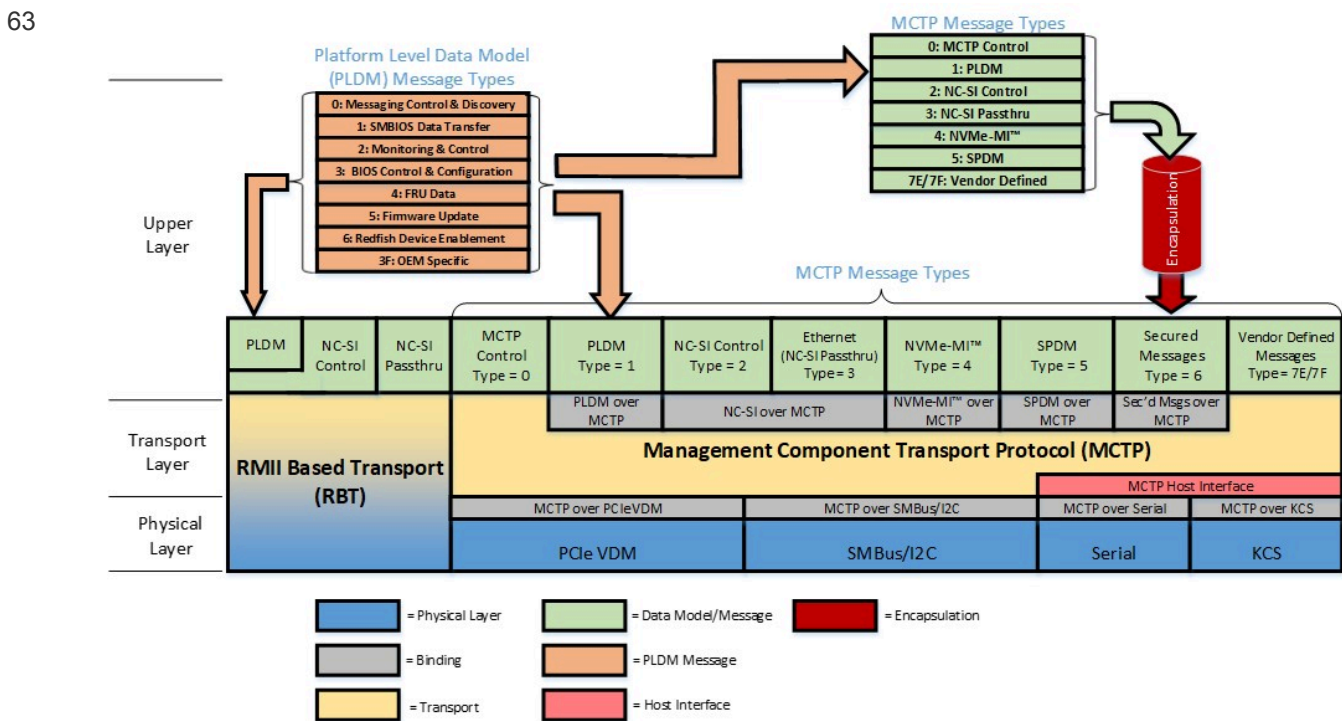 63
MCTP Message Types
0: MCTP Control
1: PLDM
2: NC-SI Control
3: NC-SI Passthru
4: NVMe-MI™
5: SPDM
7E/7F: Vendor Defined
Platform Level Data Model
(PLDM) Message Types
0: Messaging Control & Discovery
1: SMBIOS Data Transfer
2: Monitoring & Control
3: BIOS Control & Configuration
4: FRU Data
5: Firmware Update
6: Redfish Device Enablement
3F: OEM Specific
Encapsulation
Upper
Layer
MCTP Message Types
PLDM
NC-SI
Control
NC-SI
Passthru
MCTP
Control
Type = 0
PLDM
Type = 1
NC-SI Control
Type = 2
Ethernet
(NC-SI Passthru)
Type = 3
NVMe-MI™
Type = 4
SPDM
Type = 5
Secured
Messages
Type = 6
Vendor Defined
Messages
Type = 7E/7F
PLDM over
MCTP
NC-SI over MCTP
NVMe-MI™ over
MCTP
SPDM over
MCTP
Sec'd Msgs over
MCTP
Transport
Layer
RMII Based Transport
(RBT)
Management Component Transport Protocol (MCTP)
MCTP Host Interface
Physical
Layer
MCTP over PCIeVDM
MCTP over SMBus/I2C
MCTP over Serial
MCTP over KCS
PCIe VDM
SMBus/I2C
Serial
KCS
= Physical Layer
= Data Model/Message
= Encapsulation
= Binding
= PLDM Message
= Transport
= Host Interface